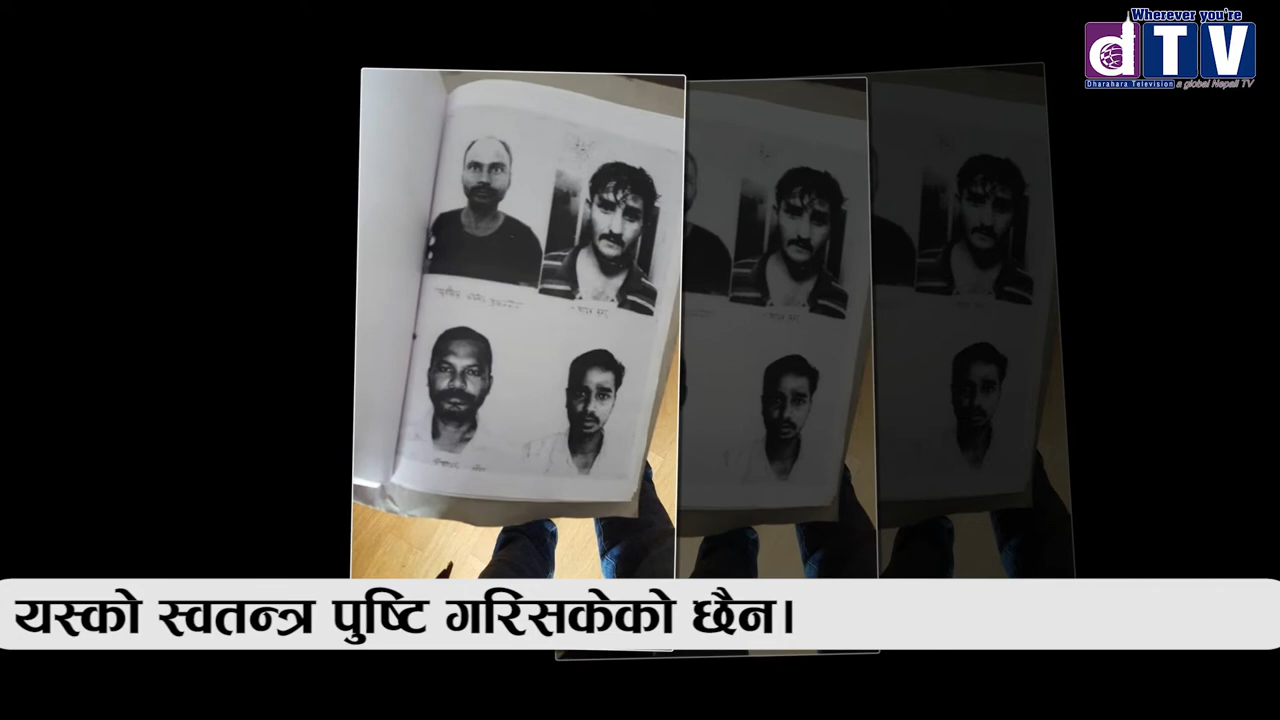 Wherever you're
dTV
Dharahara Television a global Nepali TV
यस्को स्वतन्त्र पुष्टि गरिसकेको छैन।